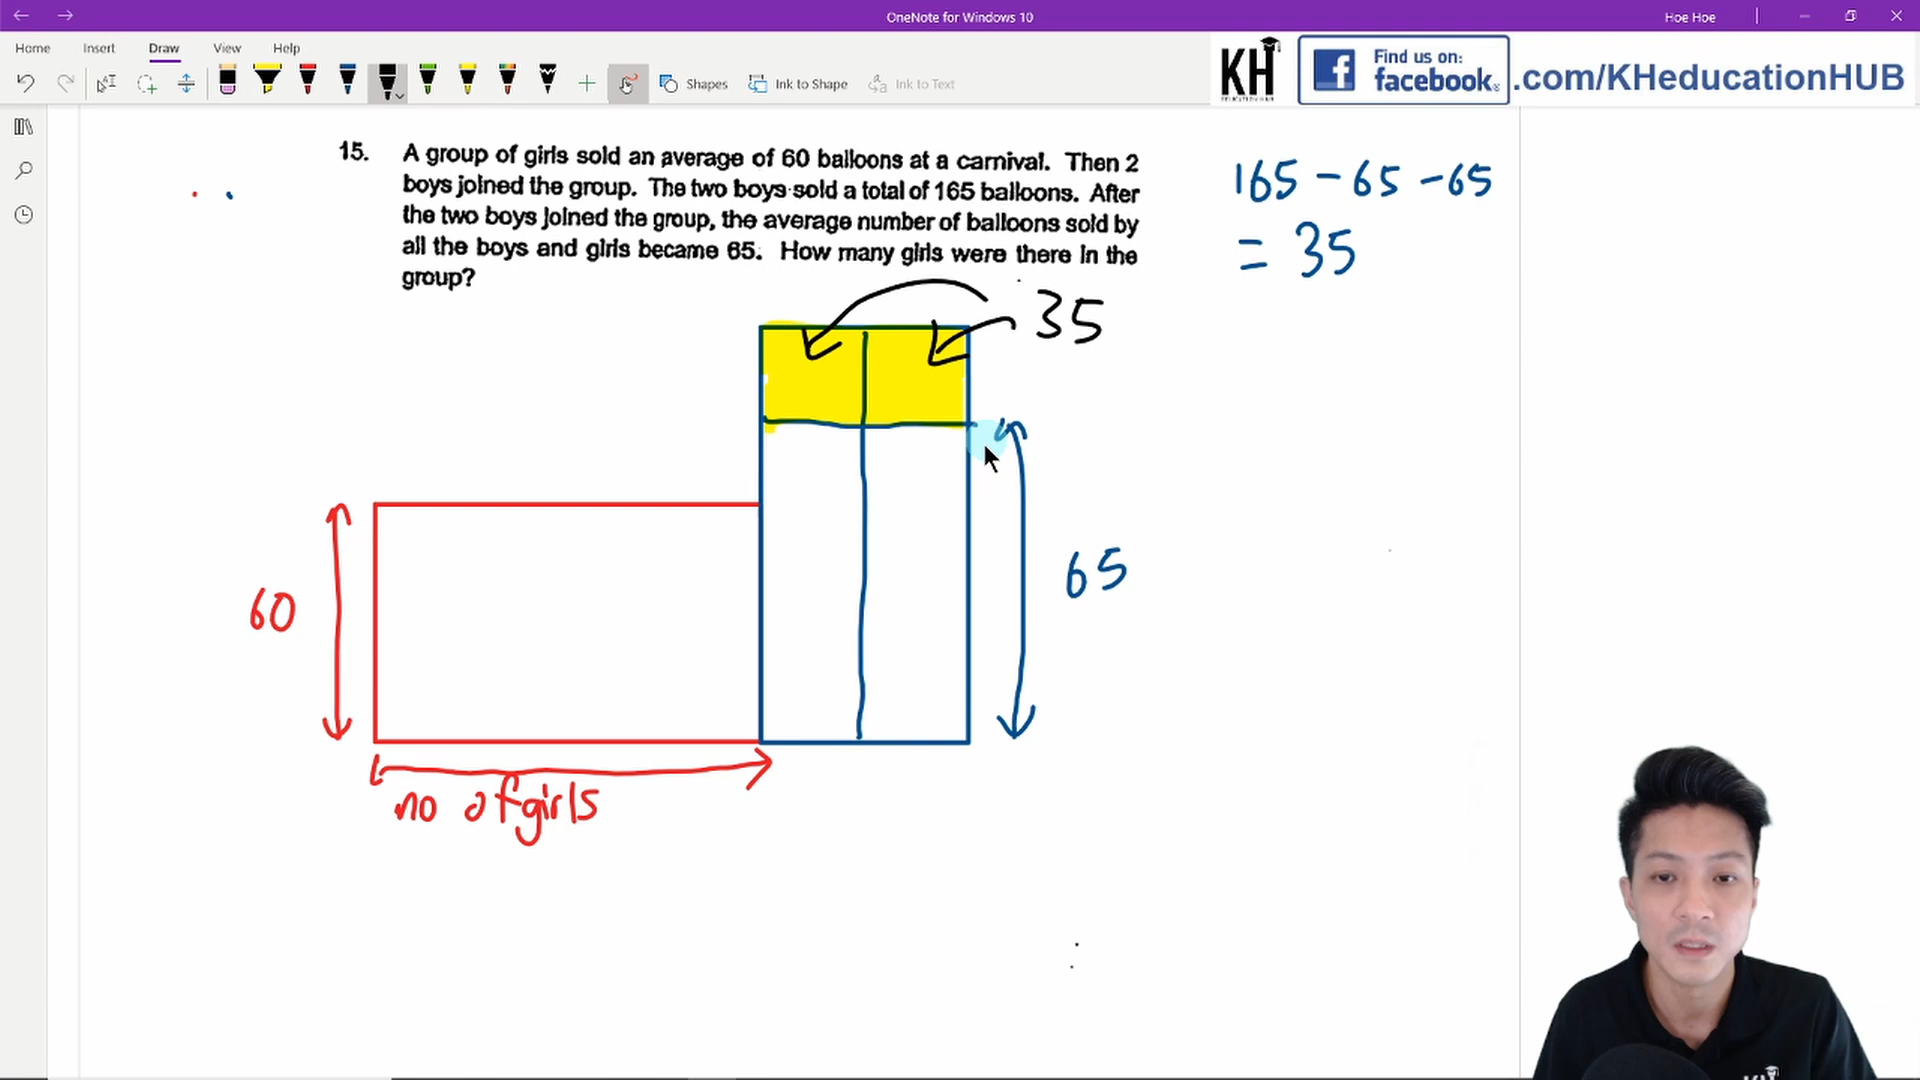 OneNote for Windows 10
Hoe Hoe
Home Insert Draw View Help
Shapes
Ink to Shape
Ink to Text
KH
Find us on:
facebook.
.com/KHeducationHUB
15. A group of girls sold an average of 60 balloons at a carnival. Then 2
boys joined the group. The two boys sold a total of 165 balloons. After
the two boys joined the group, the average number of balloons sold by
all the boys and girls became 65. How many girls were there in the
group?
165 - 65 - 65
= 35
35
60
65
no of girls
KH